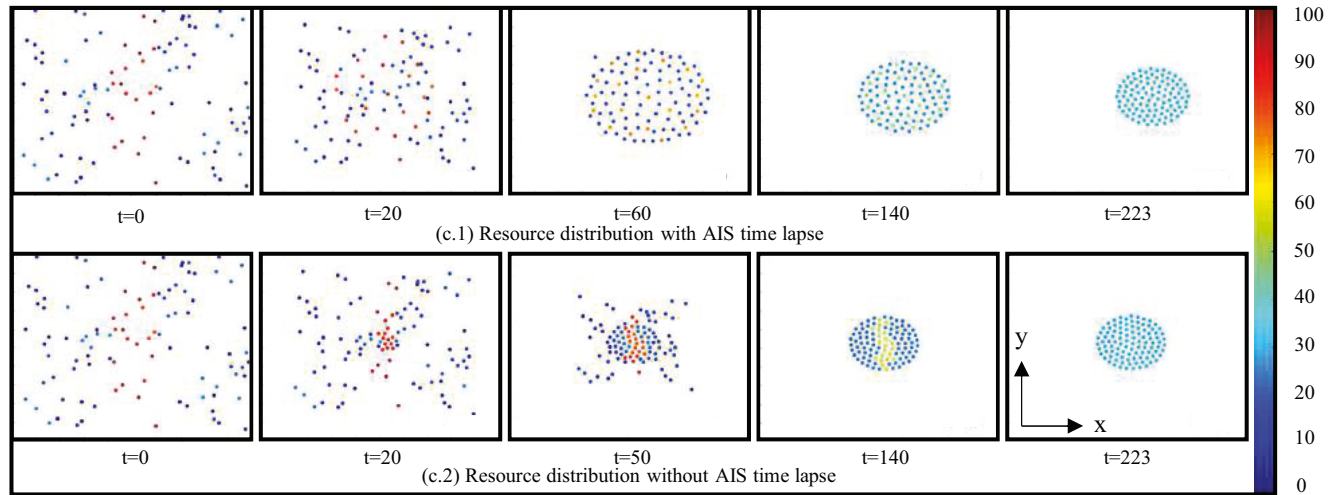 t=0 t=20 t=60 t=140 t=223
(c.1) Resource distribution with AIS time lapse
y
x
t=0 t=20 t=50 t=140 t=223
(c.2) Resource distribution without AIS time lapse
100
90
80
70
60
50
40
30
20
10
0